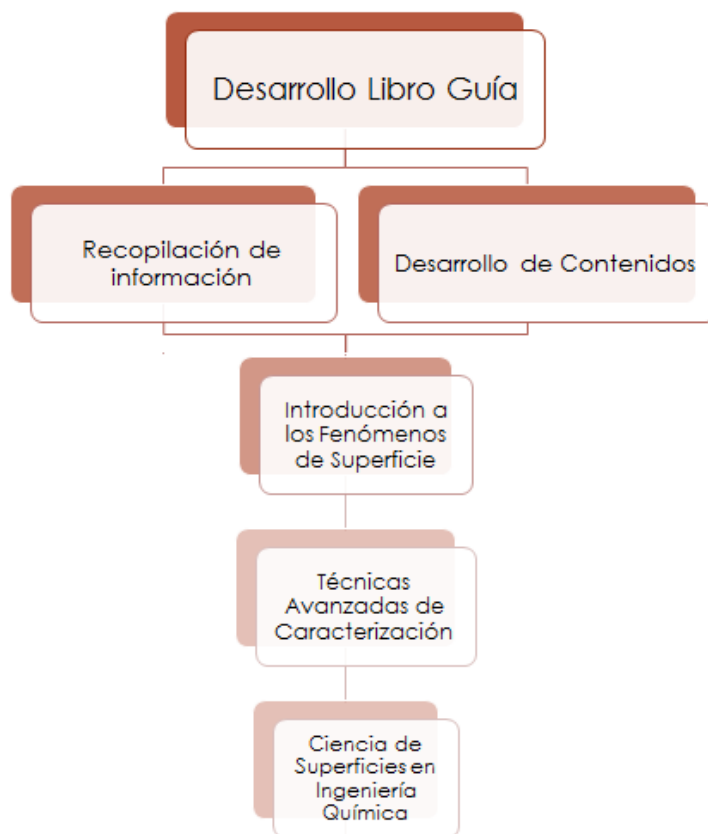 Desarrollo Libro Guía
Recopilación de
información
Desarrollo de Contenidos
Introducción a
los Fenómenos
de Superficie
Técnicas
Avanzadas de
Caracterización
Ciencia de
Superficies en
Ingeniería
Química